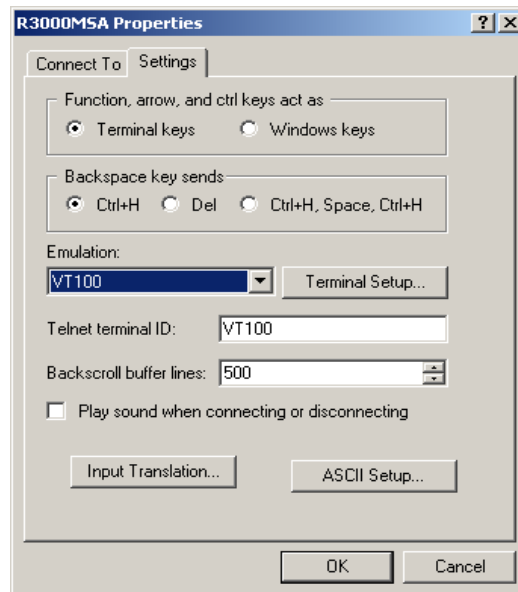 R3000MSA Properties
Connect To Settings
Function, arrow, and ctrl keys act as
Terminal keys Windows keys
Backspace key sends
Ctrl+H Del Ctrl+H, Space, Ctrl+H
Emulation:
VT100 Terminal Setup...
Telnet terminal ID: VT100
Backscroll buffer lines: 500
Play sound when connecting or disconnecting
Input Translation... ASCII Setup...
OK Cancel